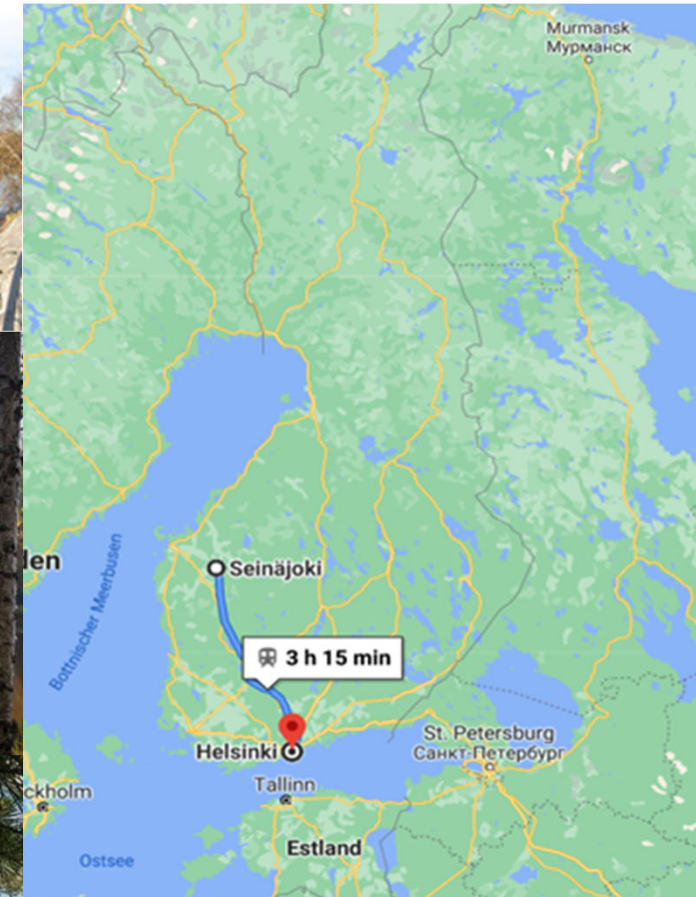 Murmansk
Мурманск
den
Bottnischer Meerbusen
Seinäjoki
3 h 15 min
Helsinki
St. Petersburg
Санкт-Петербург
ckholm
Tallinn
Estland
Ostsee